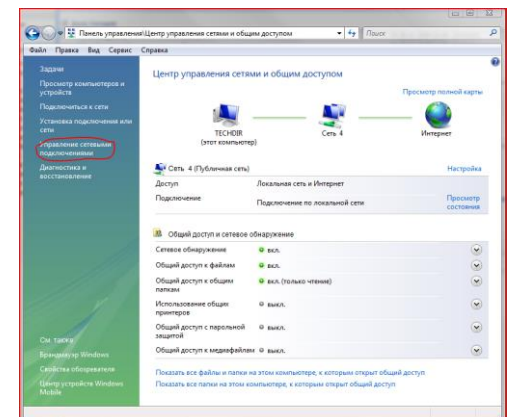 Панель управления\Центр управления сетями и общим доступом
Поиск
Файл Правка Вид Сервис Справка
Задачи
Просмотр компьютеров и
устройств
Подключиться к сети
Установка подключения или
сети
Управление сетевыми
подключениями
Диагностика и
восстановление
См. также
Брандмауэр Windows
Свойства обозревателя
Центр устройств Windows
Mobile
Центр управления сетями и общим доступом
Просмотр полной карты
TECHDIR
(этот компьютер)
Сеть 4
Интернет
Сеть 4 (Публичная сеть)
Настройка
Доступ
Локальная сеть и Интернет
Подключение
Подключение по локальной сети
Просмотр
состояния
Общий доступ и сетевое обнаружение
Сетевое обнаружение
вкл.
Общий доступ к файлам
вкл.
Общий доступ к общим
папкам
вкл. (только чтение)
Использование общих
принтеров
выкл.
Общий доступ с парольной
защитой
выкл.
Общий доступ к медиафайлам
выкл.
Показать все файлы и папки на этом компьютере, к которым открыт общий доступ
Показать все папки на этом компьютере, к которым открыт общий доступ